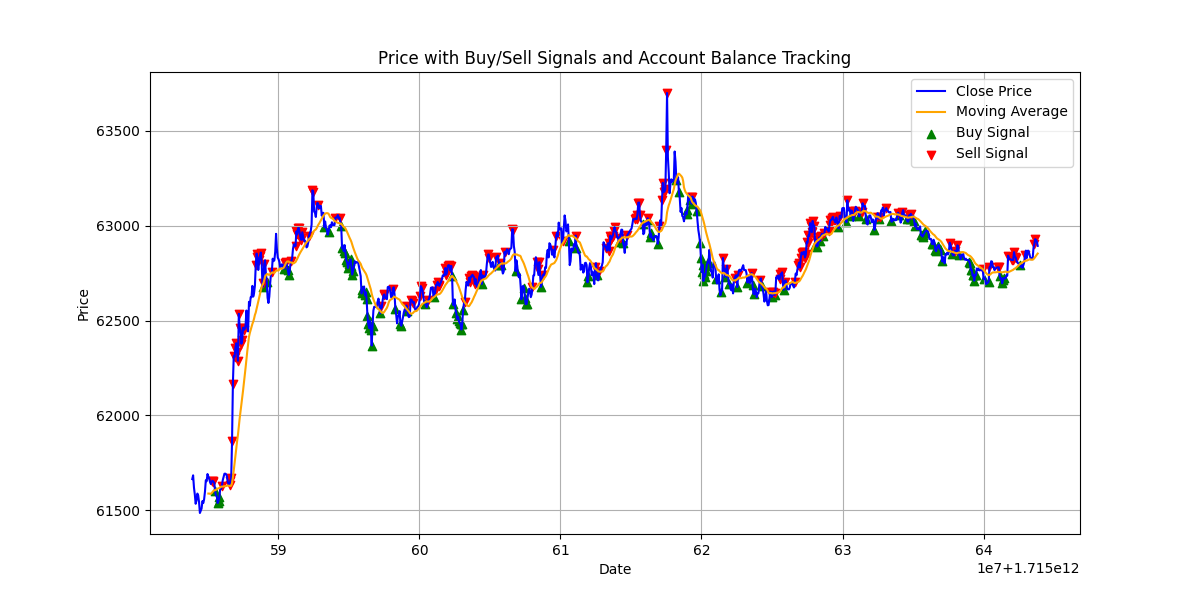 Price with Buy/Sell Signals and Account Balance Tracking
Close Price
Moving Average
Buy Signal
Sell Signal
63500
63000
62500
62000
61500
Price
59 60 61 62 63 64
Date
1e7+1.715e12